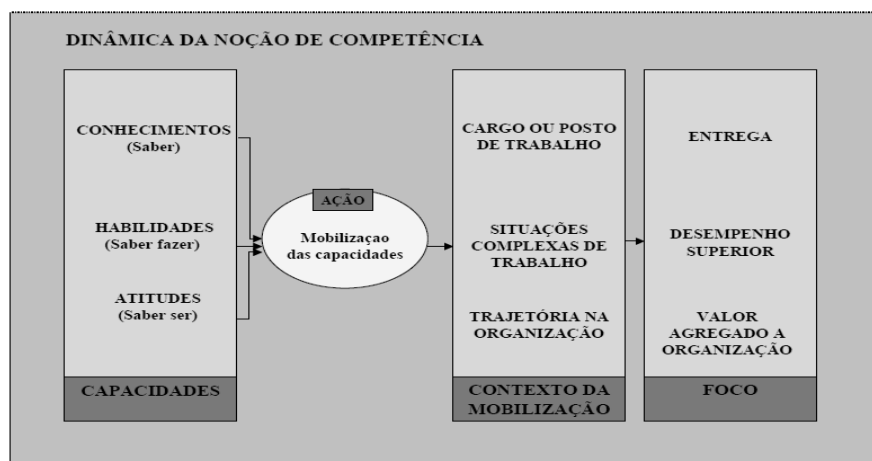 DINÂMICA DA NOÇÃO DE COMPETÊNCIA
CONHECIMENTOS
(Saber)
HABILIDADES
(Saber fazer)
ATITUDES
(Saber ser)
CAPACIDADES
AÇÃO
Mobilizaçao
das capacidades
CARGO OU POSTO
DE TRABALHO
SITUAÇÕES
COMPLEXAS DE
TRABALHO
TRAJETÓRIA NA
ORGANIZAÇÃO
CONTEXTO DA
MOBILIZAÇÃO
ENTREGA
DESEMPENHO
SUPERIOR
VALOR
AGREGADO A
ORGANIZAÇÃO
FOCO